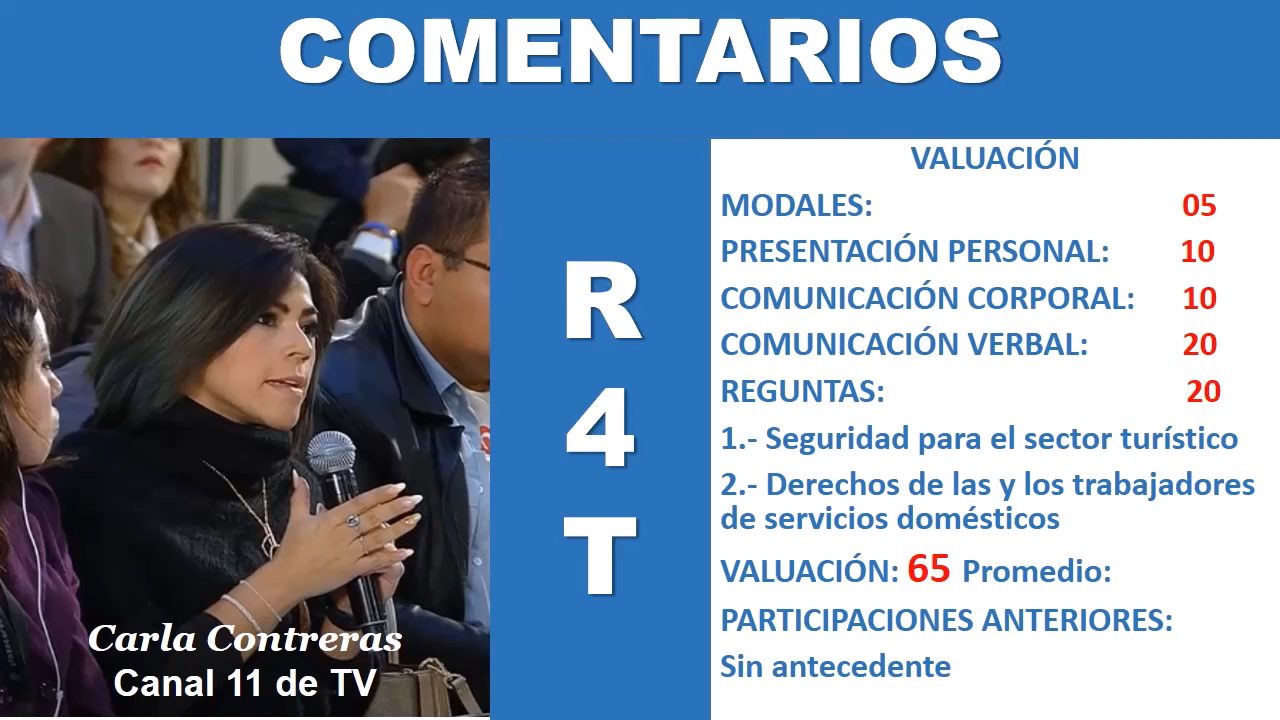 COMENTARIOS
Carla Contreras
Canal 11 de TV
R
4
T
VALUACIÓN
MODALES: 05
PRESENTACIÓN PERSONAL: 10
COMUNICACIÓN CORPORAL: 10
COMUNICACIÓN VERBAL: 20
REGUNTAS: 20
1.- Seguridad para el sector turístico
2.- Derechos de las y los trabajadores
de servicios domésticos
VALUACIÓN: 65 Promedio:
PARTICIPACIONES ANTERIORES:
Sin antecedente